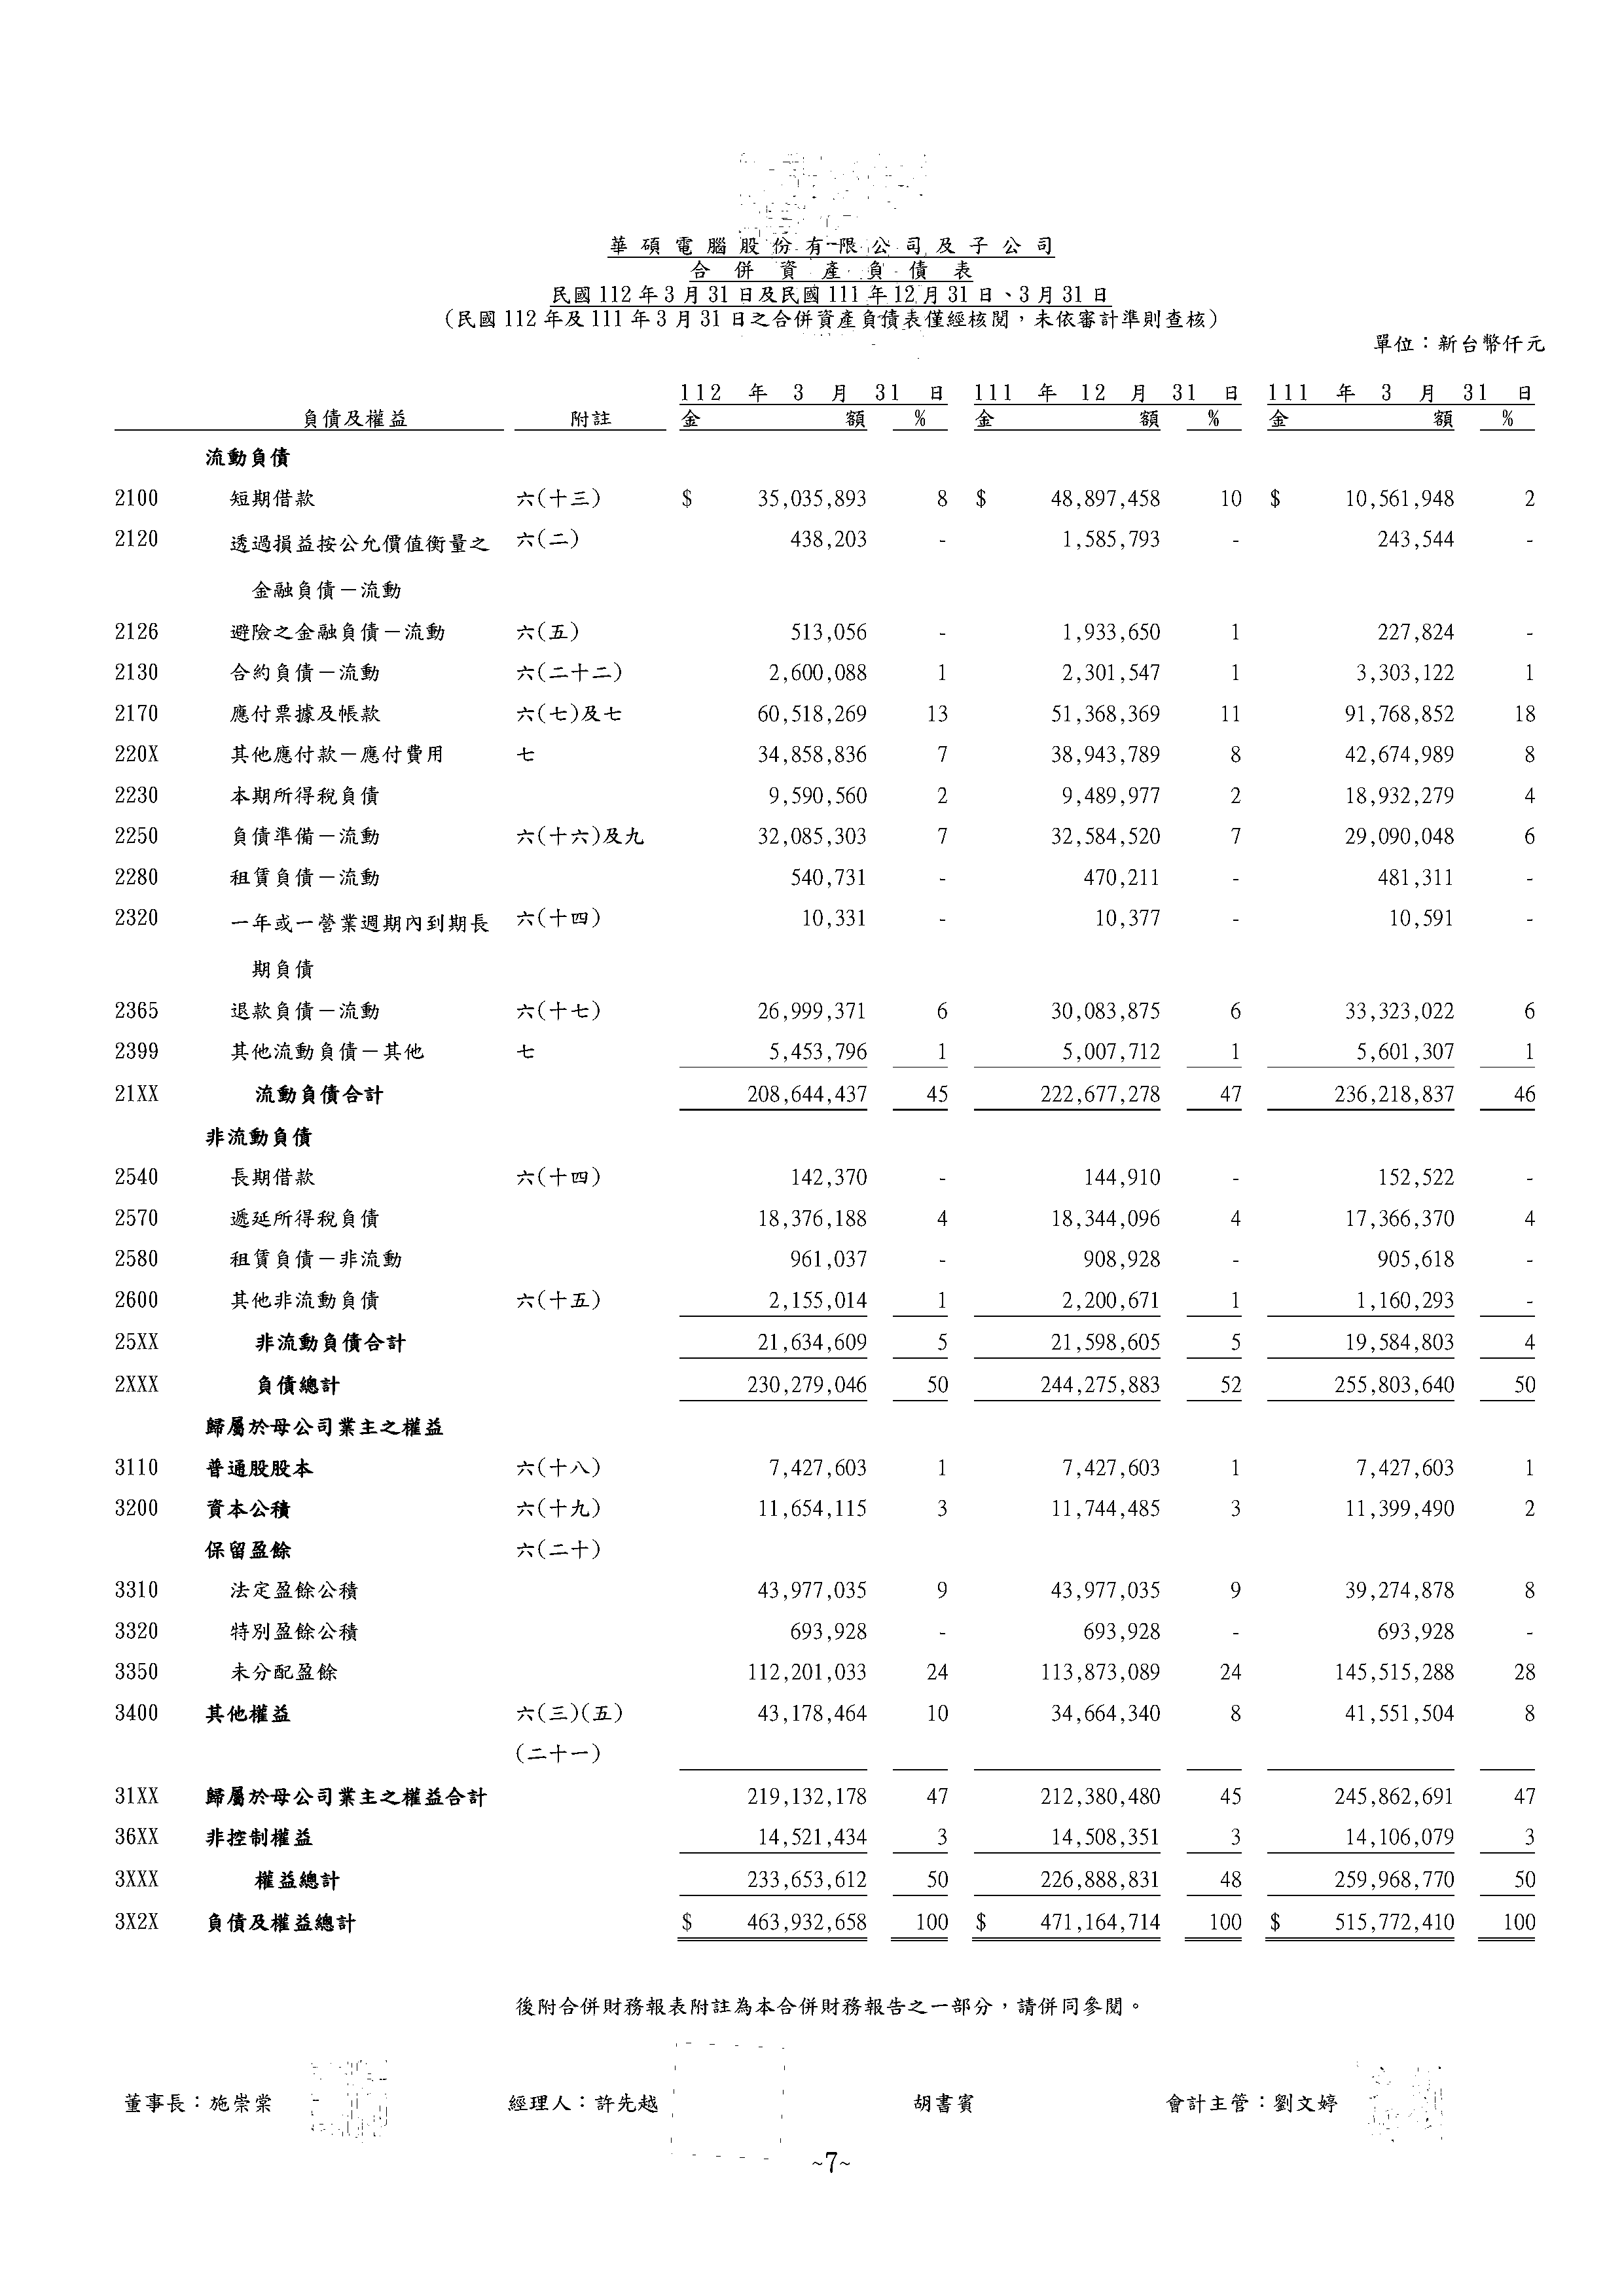 華碩電腦股份有限公司及子公司
合併資產負債表
民國112年3月31日及民國111年12月31日、3月31日
(民國112年及111年3月31日之合併資產負債表僅經核閱,未依審計準則查核)
單位:新台幣仟元
112 年 3 月 31 日 111 年 12 月 31 日 111 年 3 月 31 日
負債及權益 附註 金 額 % 金 額 % 金 額 %
流動負債
2100 短期借款 六(十三) $ 35,035,893 8 $ 48,897,458 10 $ 10,561,948 2
2120 透過損益按公允價值衡量之 六(二) 438,203 - 1,585,793 - 243,544 -
金融負債－流動
2126 避險之金融負債－流動 六(五) 513,056 - 1,933,650 1 227,824 -
2130 合約負債－流動 六(二十二) 2,600,088 1 2,301,547 1 3,303,122 1
2170 應付票據及帳款 六(七)及七 60,518,269 13 51,368,369 11 91,768,852 18
220X 其他應付款－應付費用 七 34,858,836 7 38,943,789 8 42,674,989 8
2230 本期所得稅負債 9,590,560 2 9,489,977 2 18,932,279 4
2250 負債準備－流動 六(十六)及九 32,085,303 7 32,584,520 7 29,090,048 6
2280 租賃負債－流動 540,731 - 470,211 - 481,311 -
2320 一年或一營業週期內到期長 六(十四) 10,331 - 10,377 - 10,591 -
期負債
2365 退款負債－流動 六(十七) 26,999,371 6 30,083,875 6 33,323,022 6
2399 其他流動負債－其他 七 5,453,796 1 5,007,712 1 5,601,307 1
21XX 流動負債合計 208,644,437 45 222,677,278 47 236,218,837 46
非流動負債
2540 長期借款 六(十四) 142,370 - 144,910 - 152,522 -
2570 遞延所得稅負債 18,376,188 4 18,344,096 4 17,366,370 4
2580 租賃負債－非流動 961,037 - 908,928 - 905,618 -
2600 其他非流動負債 六(十五) 2,155,014 1 2,200,671 1 1,160,293 -
25XX 非流動負債合計 21,634,609 5 21,598,605 5 19,584,803 4
2XXX 負債總計 230,279,046 50 244,275,883 52 255,803,640 50
歸屬於母公司業主之權益
3110 普通股股本 六(十八) 7,427,603 1 7,427,603 1 7,427,603 1
3200 資本公積 六(十九) 11,654,115 3 11,744,485 3 11,399,490 2
保留盈餘 六(二十)
3310 法定盈餘公積 43,977,035 9 43,977,035 9 39,274,878 8
3320 特別盈餘公積 693,928 - 693,928 - 693,928 -
3350 未分配盈餘 112,201,033 24 113,873,089 24 145,515,288 28
3400 其他權益 六(三)(五) 43,178,464 10 34,664,340 8 41,551,504 8
(二十一)
31XX 歸屬於母公司業主之權益合計 219,132,178 47 212,380,480 45 245,862,691 47
36XX 非控制權益 14,521,434 3 14,508,351 3 14,106,079 3
3XXX 權益總計 233,653,612 50 226,888,831 48 259,968,770 50
3X2X 負債及權益總計 $ 463,932,658 100 $ 471,164,714 100 $ 515,772,410 100
後附合併財務報表附註為本合併財務報告之一部分,請併同參閱。
董事長:施崇棠 經理人:許先越 胡書賓 會計主管:劉文婷
~7~